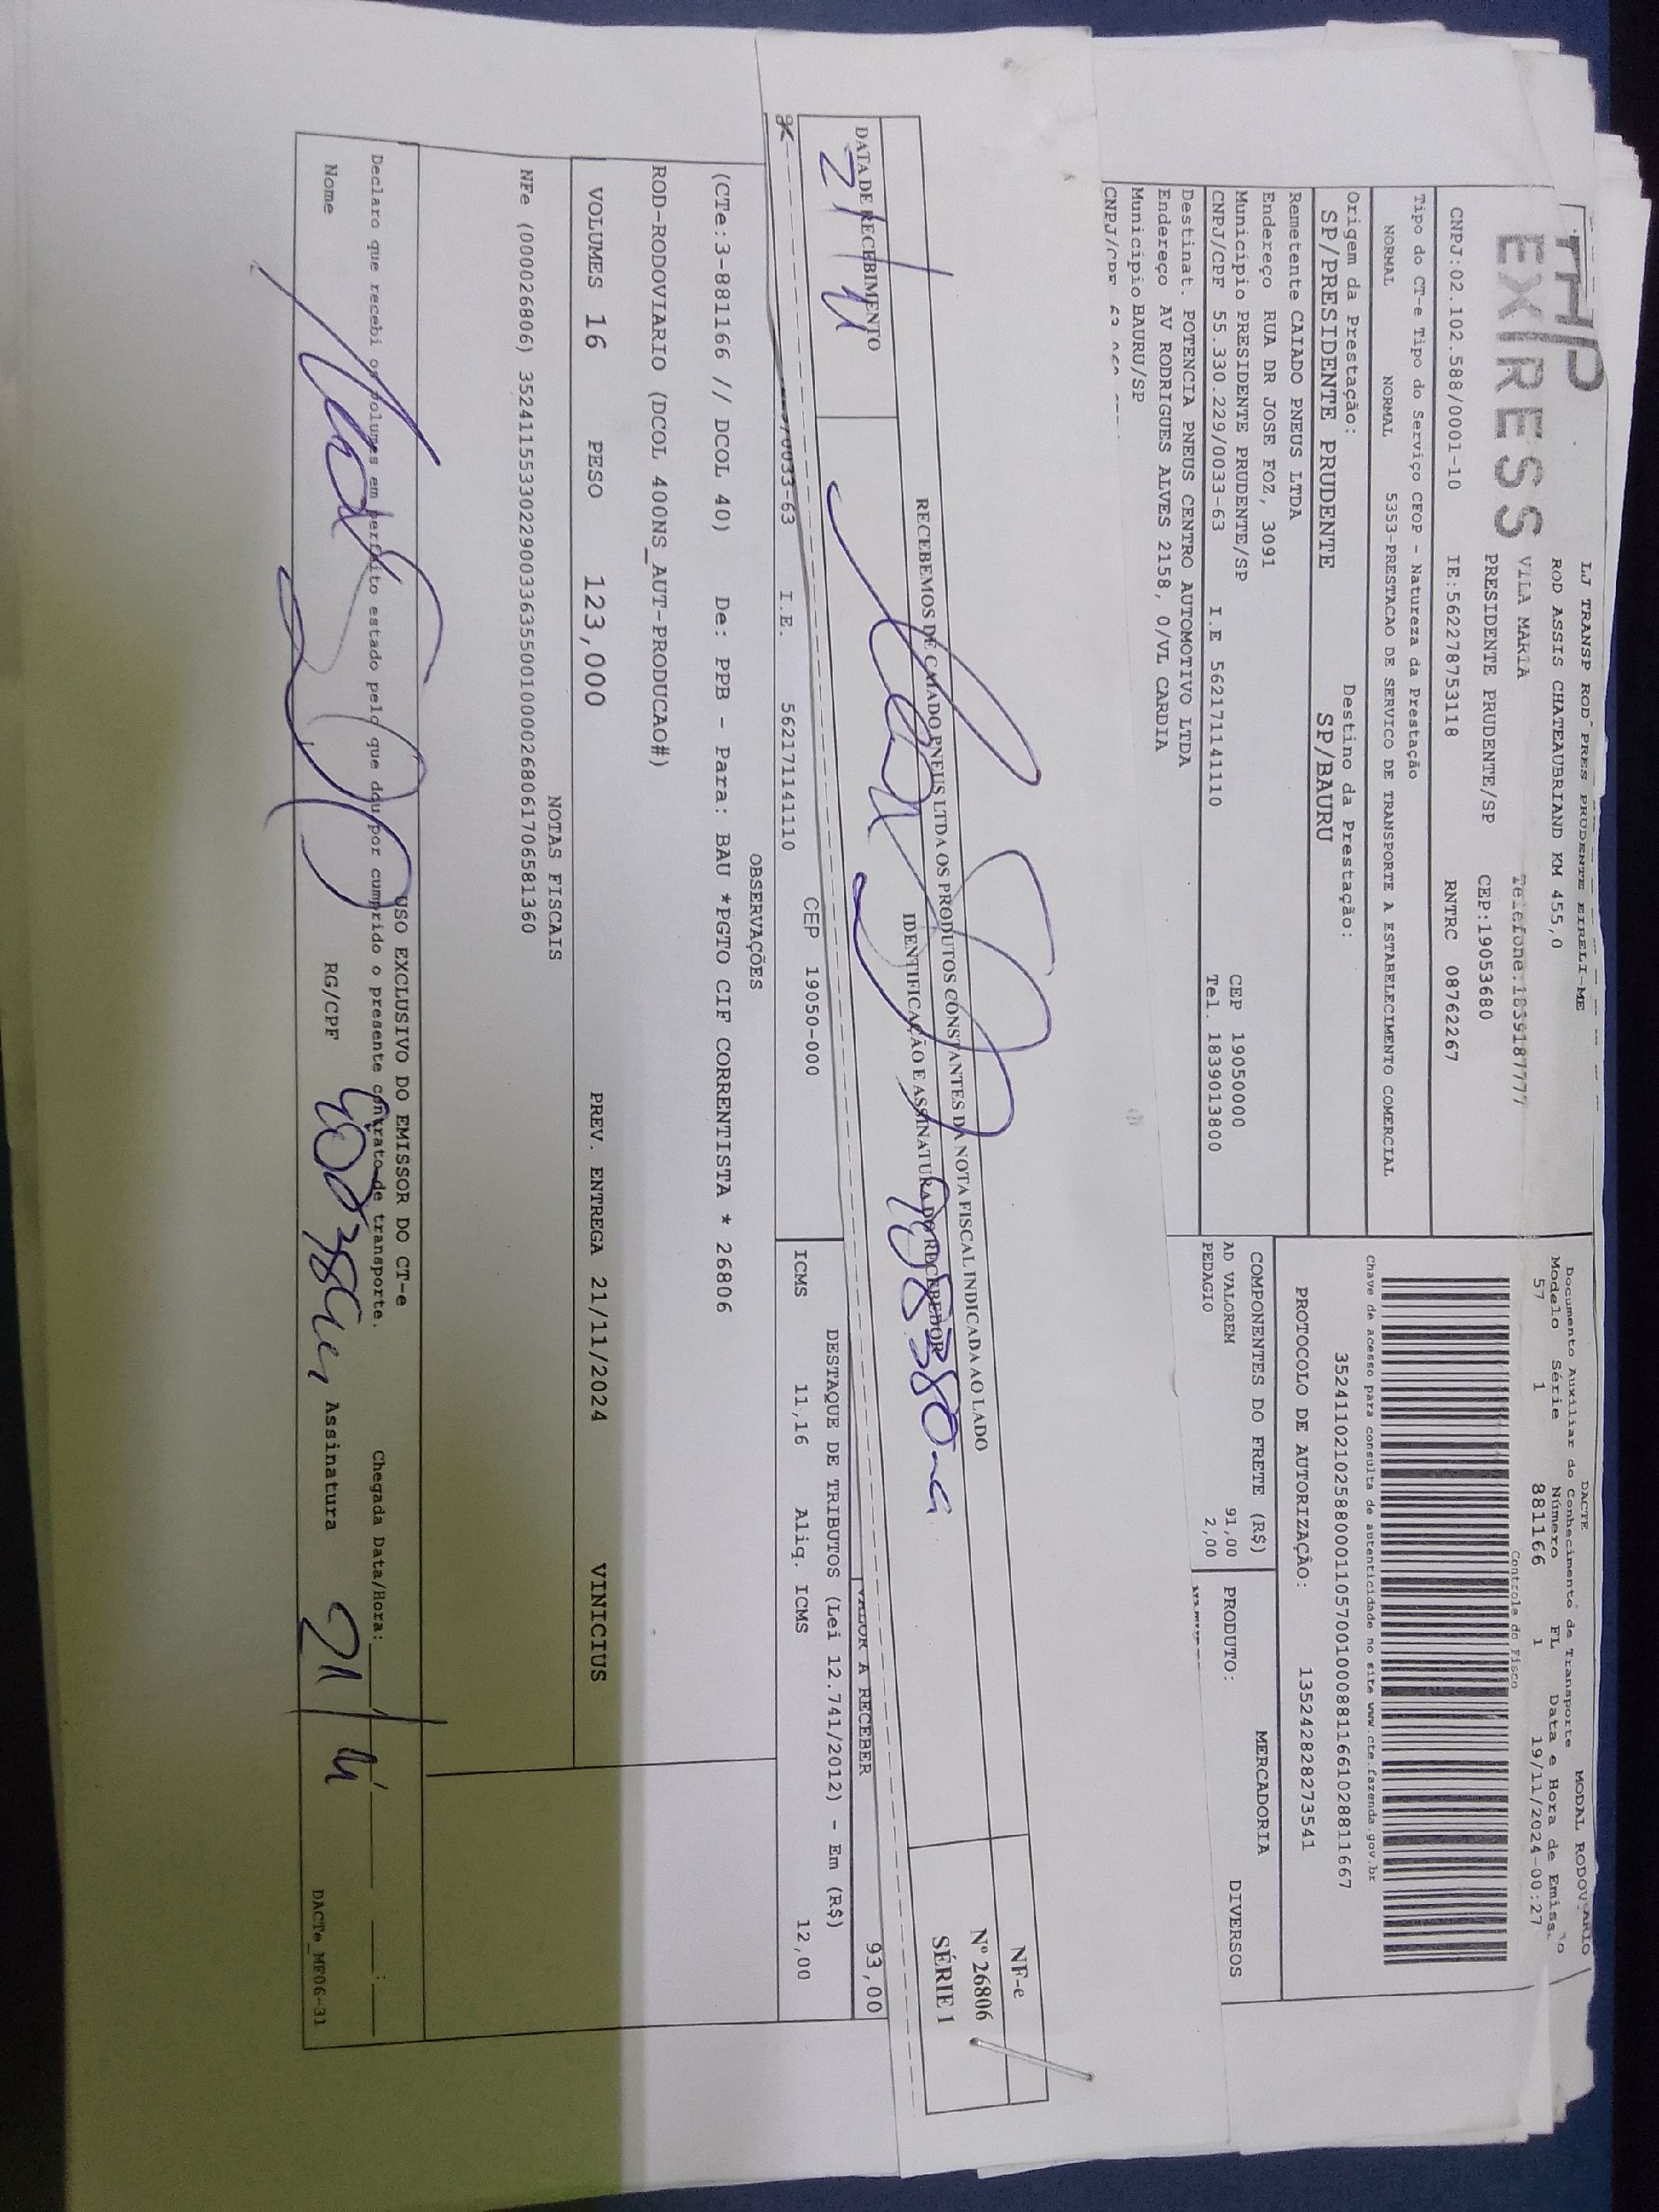 EXPRESS
LJ TRANSP ROD PRES PRUDENTE EIRELI-ME
ROD ASSIS CHATEAUBRIAND KM 455,0
VILA MARIA Telefone:1839187777
PRESIDENTE PRUDENTE/SP CEP:19053680
CNPJ:02.102.588/0001-10 IE:562278753118 RNTRC 08762267
DACTE MODAL RODOVIARIO
Documento Auxiliar do Conhecimento de Transporte
Modelo Série Número FL Data e Hora de Emiss
57 1 881166 1 19/11/2024-00:27
Controle do Fisco
Chave de acesso para consulta de autenticidade no site www.cte.fazenda.gov.br
35241102102588000110570010008811661028811667
PROTOCOLO DE AUTORIZAÇÃO: 135242828273541
Tipo do CT-e Tipo do Serviço CFOP - Natureza da Prestação
NORMAL NORMAL 5353-PRESTACAO DE SERVICO DE TRANSPORTE A ESTABELECIMENTO COMERCIAL
Origem da Prestação: Destino da Prestação:
SP/PRESIDENTE PRUDENTE SP/BAURU
Remetente CAIADO PNEUS LTDA
Endereço RUA DR JOSE FOZ, 3091
Municipio PRESIDENTE PRUDENTE/SP CEP 19050000
CNPJ/CPF 55.330.229/0033-63 I.E 562171141110 Tel. 1839013800
Destinat. POTENCIA PNEUS CENTRO AUTOMOTIVO LTDA
Endereço AV RODRIGUES ALVES 2158, 0/VL CARDIA
Municipio BAURU/SP
CNPJ/CPF
COMPONENTES DO FRETE (R$)
AD VALOREM 91,00
PEDAGIO 2,00
MERCADORIA
PRODUTO: DIVERSOS
RECEBEMOS DE CAIADO PNEUS LTDA OS PRODUTOS CONSTANTES DA NOTA FISCAL INDICADA AO LADO
DATA DE RECEBIMENTO
21/11
IDENTIFICAÇÃO E ASSINATURA DO RECEBEDOR
NF-e
Nº 26806
SÉRIE 1
VALOR A RECEBER 93,00
/0033-63 I.E. 562171141110 CEP 19050-000
DESTAQUE DE TRIBUTOS (Lei 12.741/2012) - Em (R$)
ICMS 11,16 Aliq. ICMS 12,00
OBSERVAÇÕES
(CTe:3-881166 // DCOL 40) De: PPB - Para: BAU *PGTO CIF CORRENTISTA * 26806
ROD-RODOVIARIO (DCOL 400NS_AUT-PRODUCAO#)
VOLUMES 16 PESO 123,000 PREV. ENTREGA 21/11/2024 VINICIUS
NOTAS FISCAIS
NFe (000026806) 35241155330229003363550010000268061706581360
USO EXCLUSIVO DO EMISSOR DO CT-e
Declaro que recebi os volumes em perfeito estado pelo que dou por cumprido o presente contrato de transporte. Chegada Data/Hora:
Nome RG/CPF Assinatura 21/11
DACTe_MF06-31